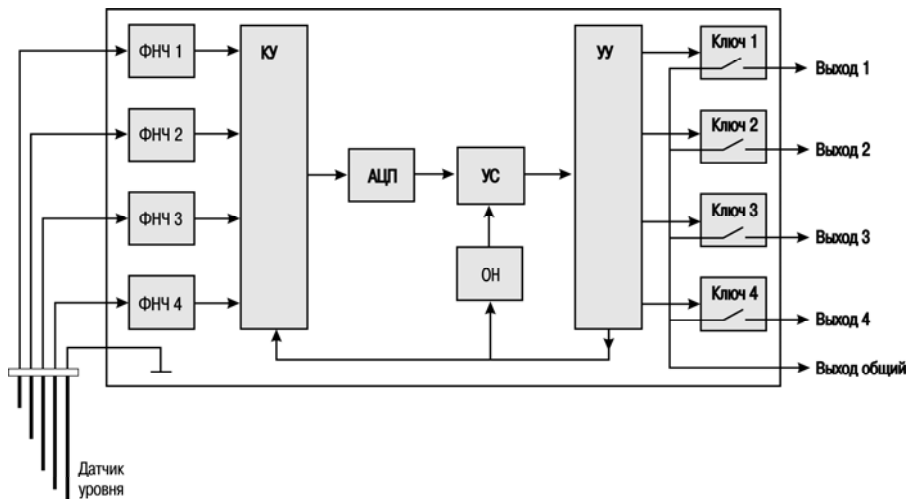 ФНЧ 1
КУ
УУ
Ключ 1
Выход 1
ФНЧ 2
Ключ 2
Выход 2
АЦП
УС
ФНЧ 3
Ключ 3
Выход 3
ОН
ФНЧ 4
Ключ 4
Выход 4
Выход общий
Датчик
уровня